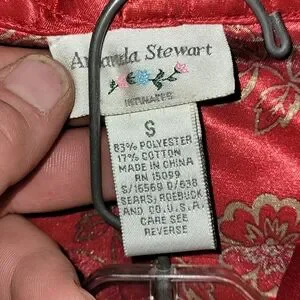 Amanda Stewart
INTIMATES
S
83% POLYESTER
17% COTTON
MADE IN CHINA
RN 15099
S/16569 D/638
SEARS, ROEBUCK
AND CO. U.S.A.
CARE SEE
REVERSE